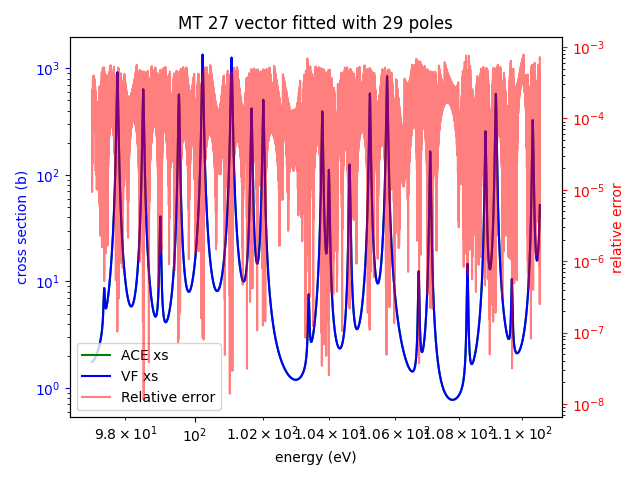 MT 27 vector fitted with 29 poles
cross section (b)
10³
10²
10¹
10⁰
10⁻³
10⁻⁴
10⁻⁵
10⁻⁶
10⁻⁷
10⁻⁸
relative error
ACE xs
VF xs
Relative error
9.8 × 10¹ 10² 1.02 × 10² 1.04 × 10² 1.06 × 10² 1.08 × 10² 1.1 × 10²
energy (eV)